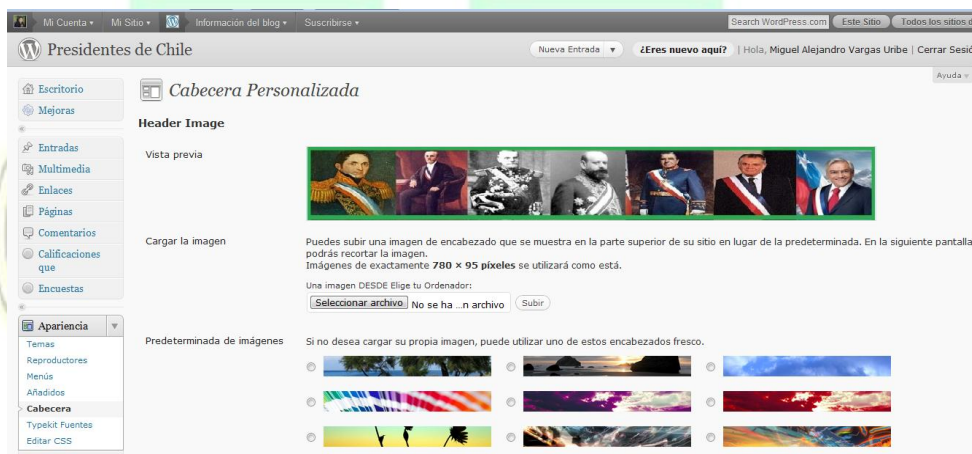 Mi Cuenta Mi Sitio Información del blog Suscribirse Search WordPress.com Este Sitio Todos los sitios d
Presidentes de Chile Nueva Entrada ¿Eres nuevo aquí? | Hola, Miguel Alejandro Vargas Uribe | Cerrar Sesió
Ayuda
Escritorio
Mejoras
Entradas
Multimedia
Enlaces
Páginas
Comentarios
Calificaciones
que
Encuestas
Apariencia
Temas
Reproductores
Menús
Añadidos
Cabecera
Typekit Fuentes
Editar CSS
Cabecera Personalizada
Header Image
Vista previa
Cargar la imagen
Puedes subir una imagen de encabezado que se muestra en la parte superior de su sitio en lugar de la predeterminada. En la siguiente pantalla
podrás recortar la imagen.
Imágenes de exactamente 780 × 95 píxeles se utilizará como está.
Una imagen DESDE Elige tu Ordenador:
Seleccionar archivo No se ha ...n archivo Subir
Predeterminada de imágenes
Si no desea cargar su propia imagen, puede utilizar uno de estos encabezados fresco.